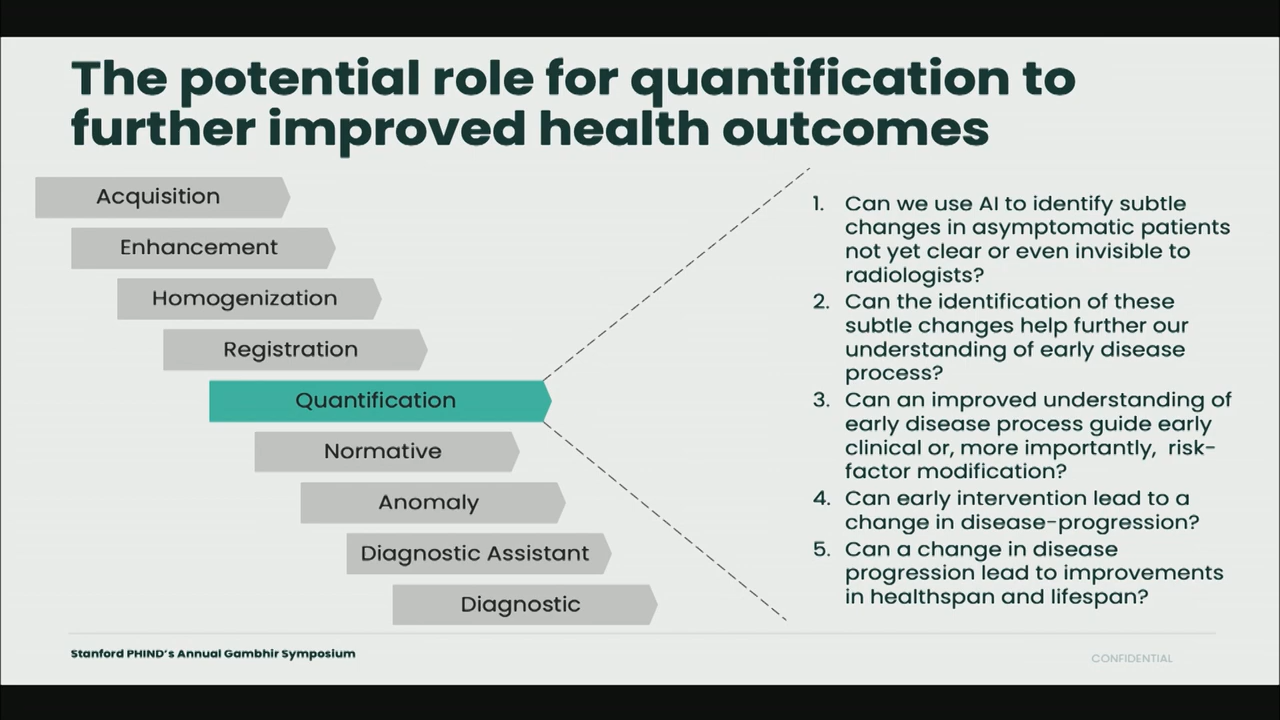 The potential role for quantification to
further improved health outcomes
Acquisition
Enhancement
Homogenization
Registration
Quantification
Normative
Anomaly
Diagnostic Assistant
Diagnostic
1. Can we use AI to identify subtle
changes in asymptomatic patients
not yet clear or even invisible to
radiologists?
2. Can the identification of these
subtle changes help further our
understanding of early disease
process?
3. Can an improved understanding of
early disease process guide early
clinical or, more importantly, risk-
factor modification?
4. Can early intervention lead to a
change in disease-progression?
5. Can a change in disease
progression lead to improvements
in healthspan and lifespan?
Stanford PHIND's Annual Gambhir Symposium
CONFIDENTIAL